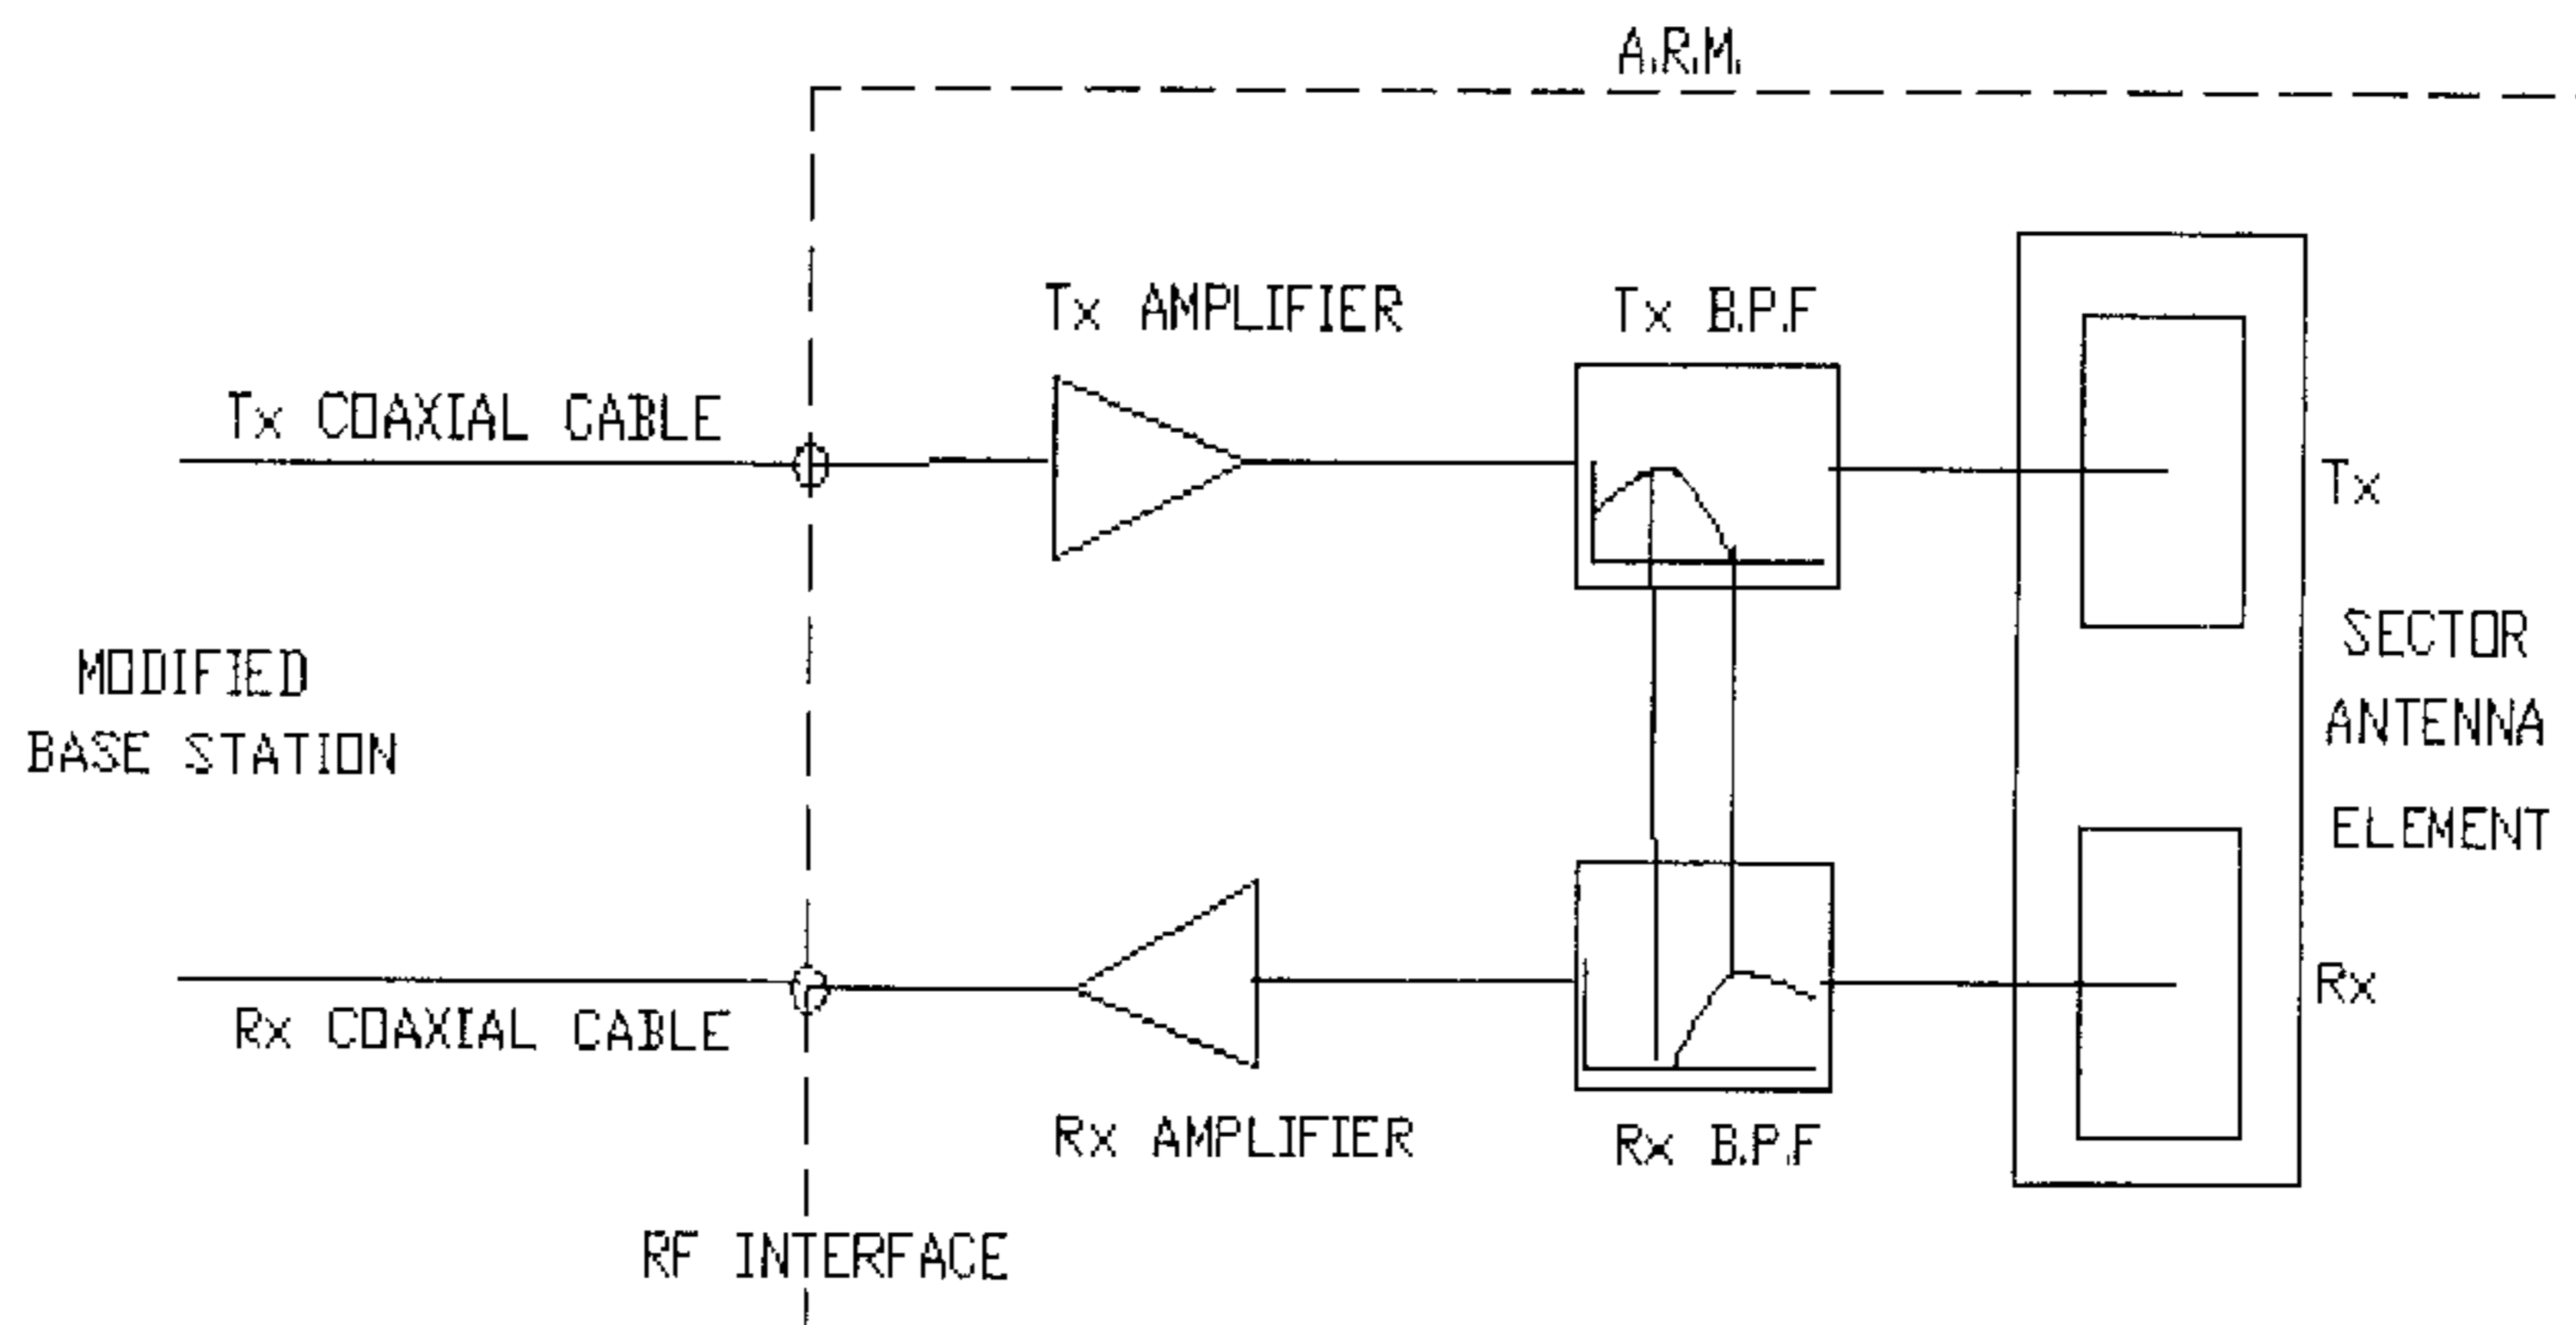 A.R.M.
Tx AMPLIFIER
Tx B.P.F
Tx COAXIAL CABLE
Tx
MODIFIED
BASE STATION
SECTOR
ANTENNA
ELEMENT
Rx
Rx COAXIAL CABLE
Rx AMPLIFIER
Rx B.P.F
RF INTERFACE